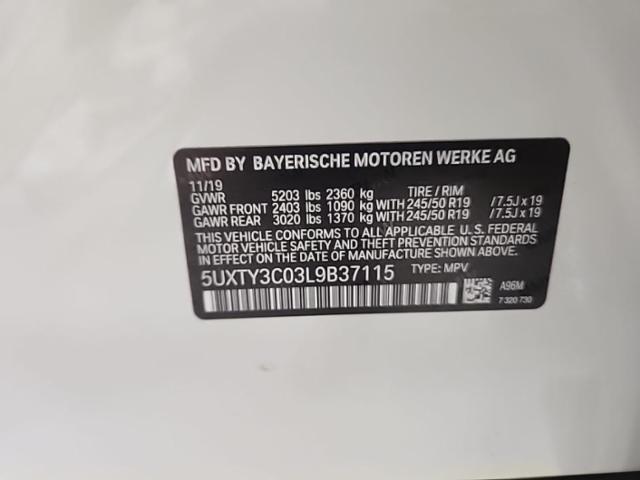 MFD BY BAYERISCHE MOTOREN WERKE AG
11/19
GVWR 5203 lbs 2360 kg TIRE / RIM
GAWR FRONT 2403 lbs 1090 kg WITH 245/50 R19 /7.5J x 19
GAWR REAR 3020 lbs 1370 kg WITH 245/50 R19 /7.5J x 19
THIS VEHICLE CONFORMS TO ALL APPLICABLE U.S. FEDERAL
MOTOR VEHICLE SAFETY AND THEFT PREVENTION STANDARDS
IN EFFECT ON THE DATE OF MANUFACTURE SHOWN ABOVE.
5UXTY3C03L9B37115 TYPE: MPV
A96M
7 320 730